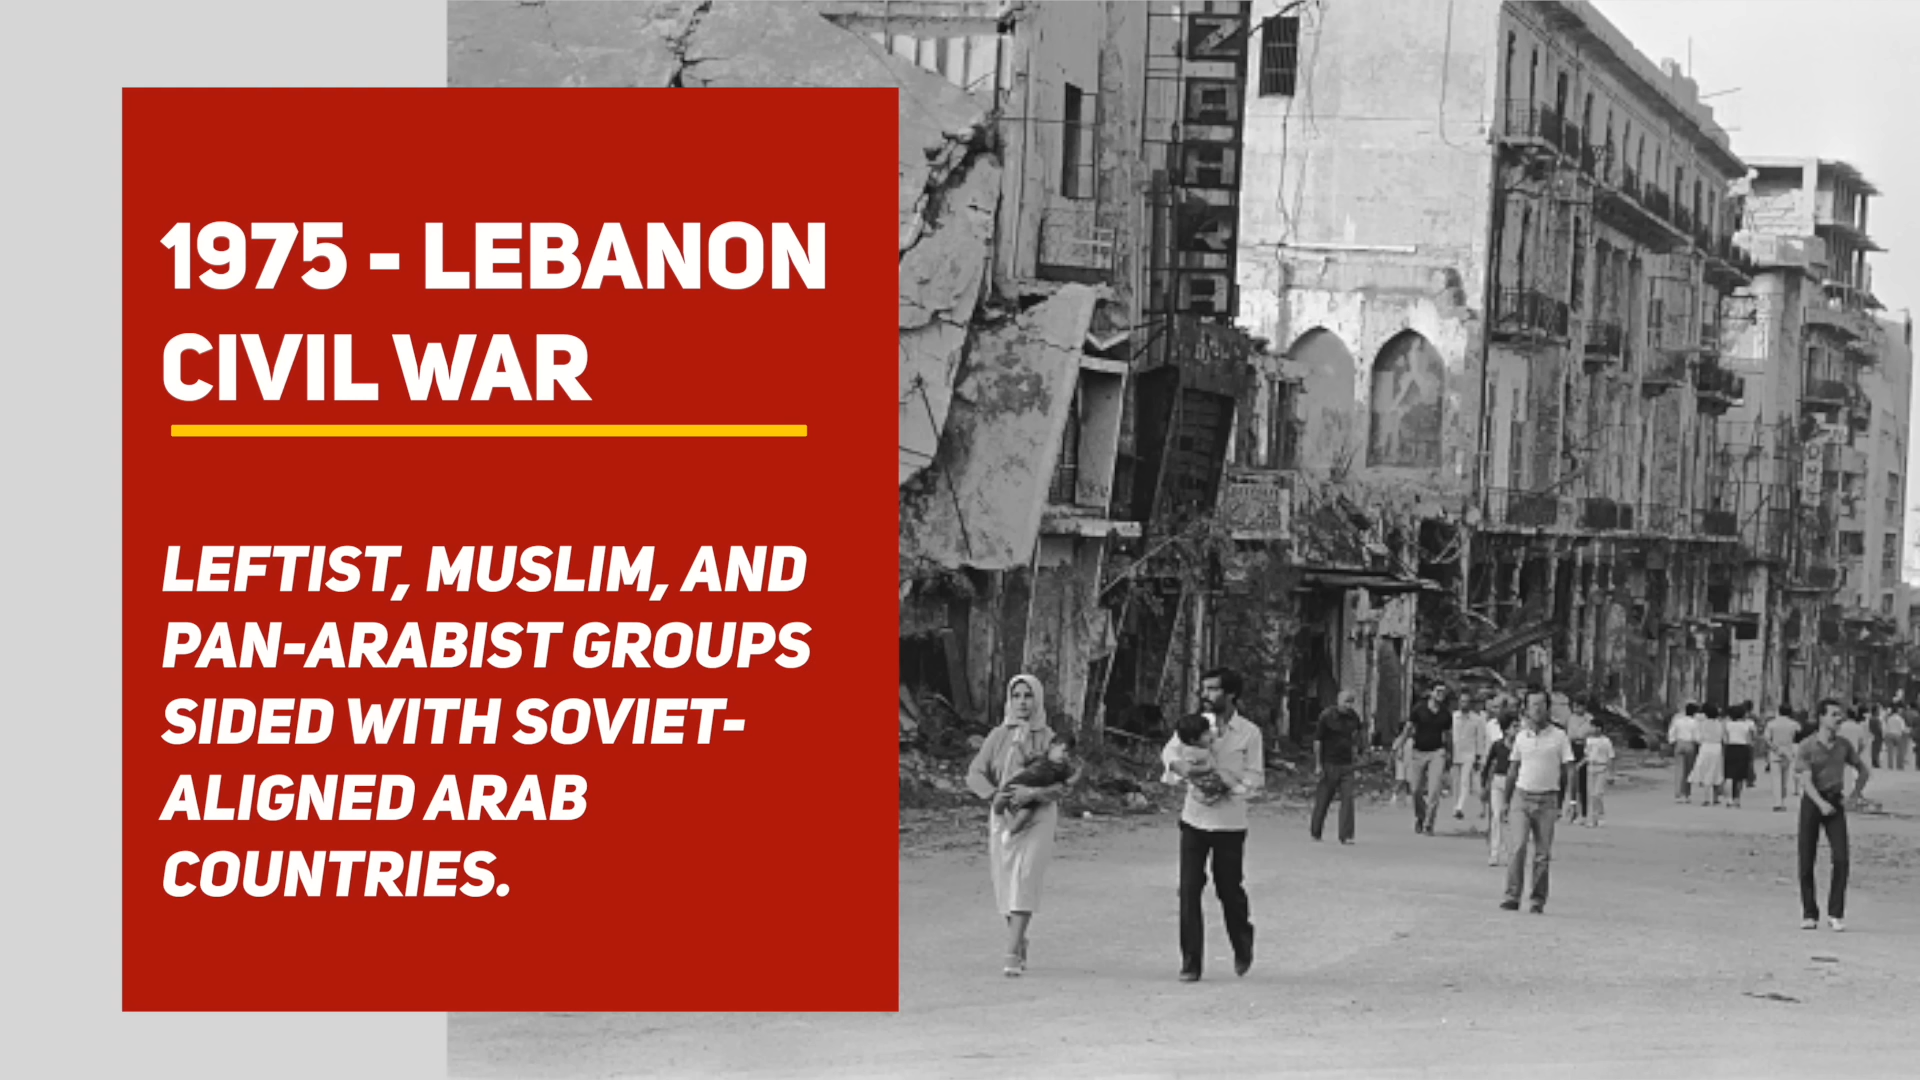 1975 - LEBANON
CIVIL WAR
LEFTIST, MUSLIM, AND
PAN-ARABIST GROUPS
SIDED WITH SOVIET-
ALIGNED ARAB
COUNTRIES.